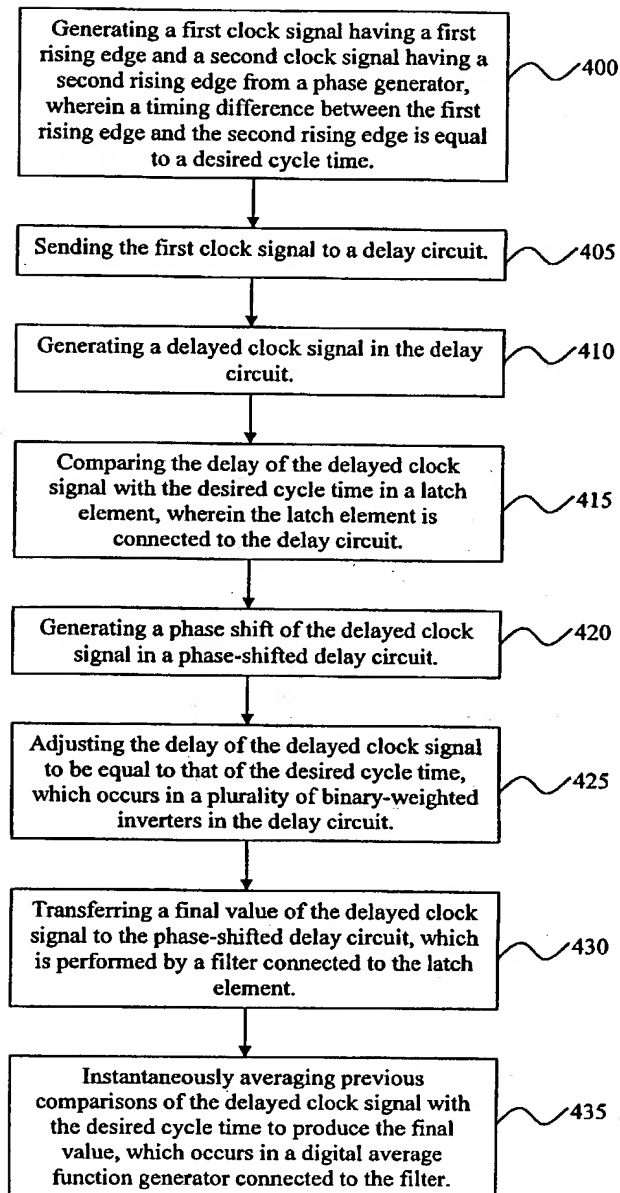 Generating a first clock signal having a first
rising edge and a second clock signal having a
second rising edge from a phase generator,
wherein a timing difference between the first
rising edge and the second rising edge is equal
to a desired cycle time.
400
Sending the first clock signal to a delay circuit.
405
Generating a delayed clock signal in the delay
circuit.
410
Comparing the delay of the delayed clock
signal with the desired cycle time in a latch
element, wherein the latch element is
connected to the delay circuit.
415
Generating a phase shift of the delayed clock
signal in a phase-shifted delay circuit.
420
Adjusting the delay of the delayed clock signal
to be equal to that of the desired cycle time,
which occurs in a plurality of binary-weighted
inverters in the delay circuit.
425
Transferring a final value of the delayed clock
signal to the phase-shifted delay circuit, which
is performed by a filter connected to the latch
element.
430
Instantaneously averaging previous
comparisons of the delayed clock signal with
the desired cycle time to produce the final
value, which occurs in a digital average
function generator connected to the filter.
435